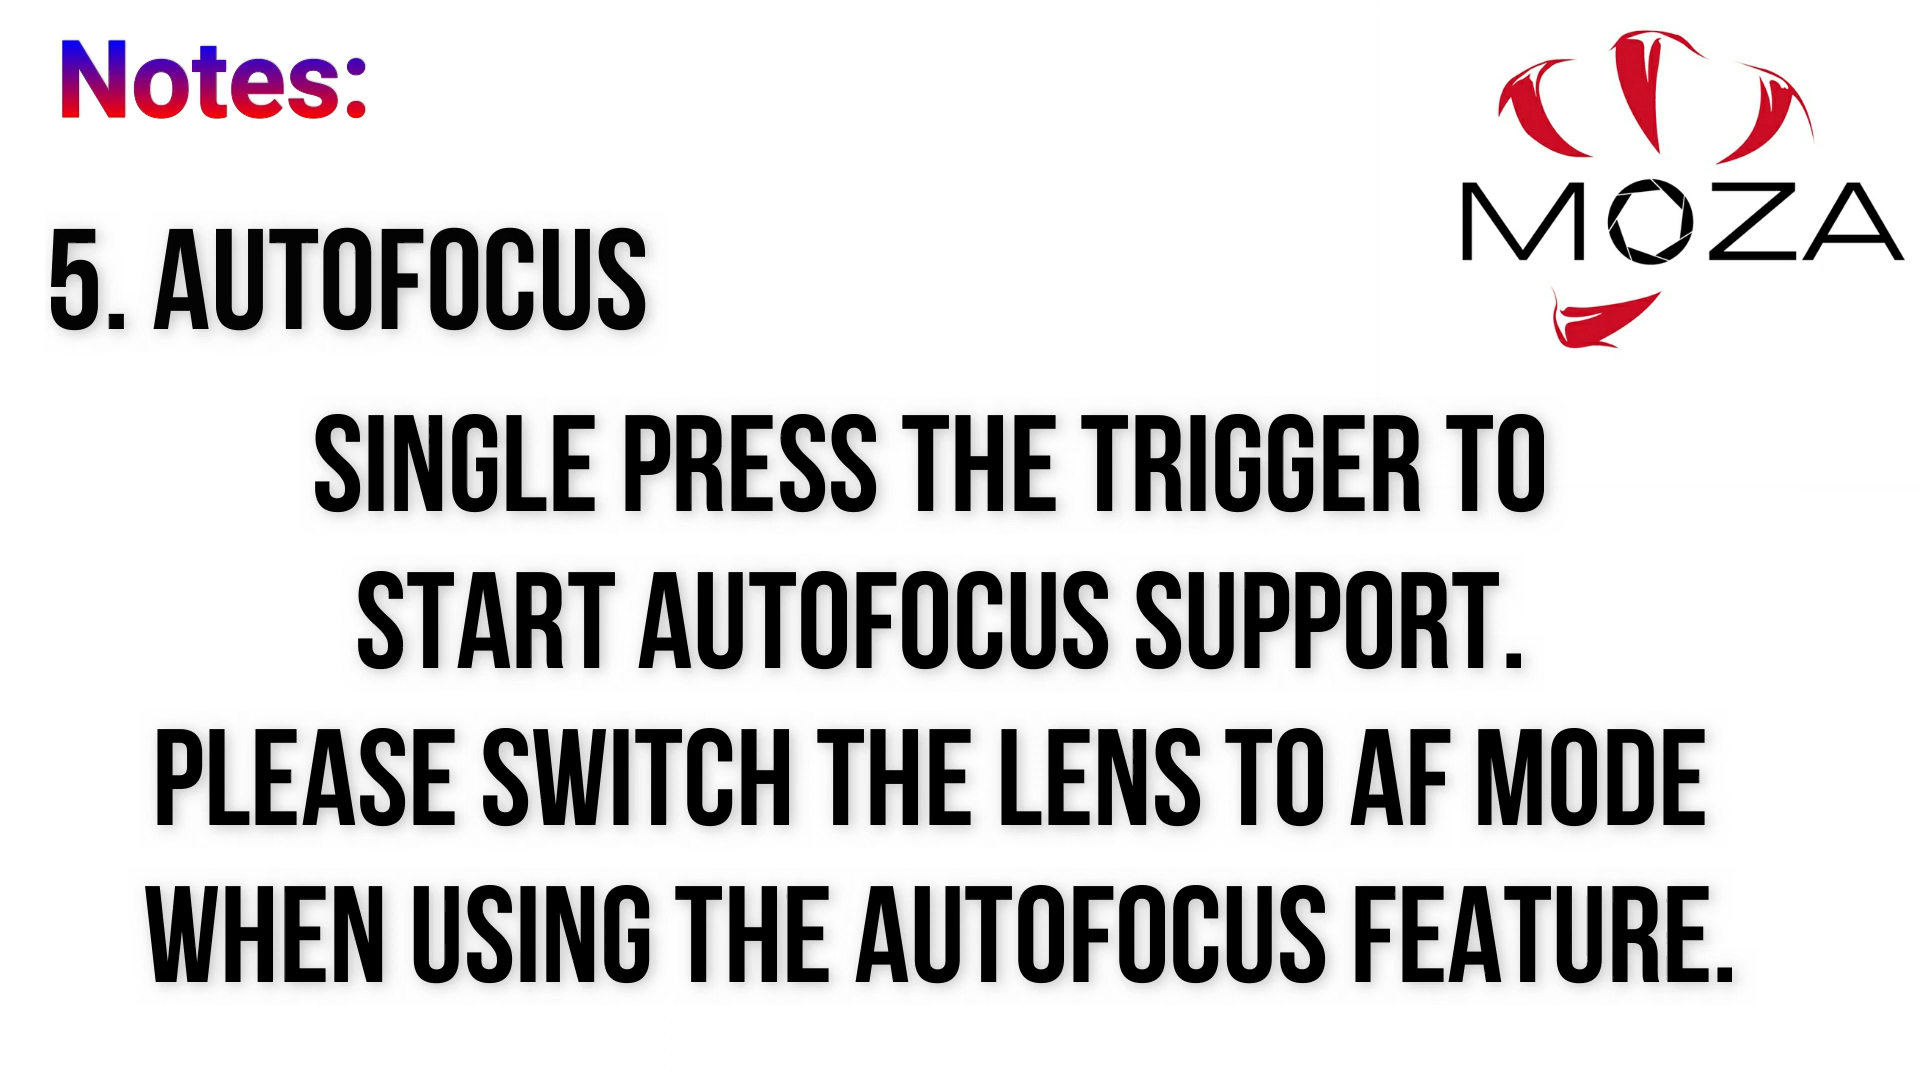 Notes:
MOZA
5. AUTOFOCUS
SINGLE PRESS THE TRIGGER TO
START AUTOFOCUS SUPPORT.
PLEASE SWITCH THE LENS TO AF MODE
WHEN USING THE AUTOFOCUS FEATURE.